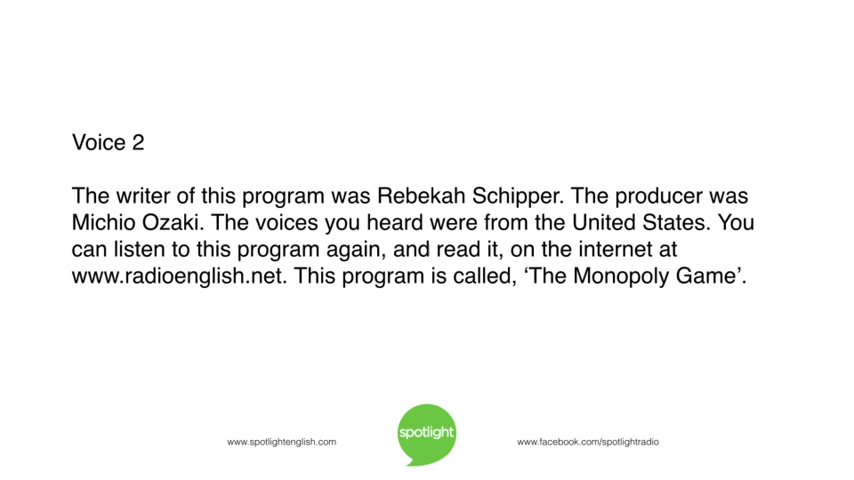 Voice 2
The writer of this program was Rebekah Schipper. The producer was
Michio Ozaki. The voices you heard were from the United States. You
can listen to this program again, and read it, on the internet at
www.radioenglish.net. This program is called, ‘The Monopoly Game’.
www.spotlightenglish.com
spotlight
www.facebook.com/spotlightradio